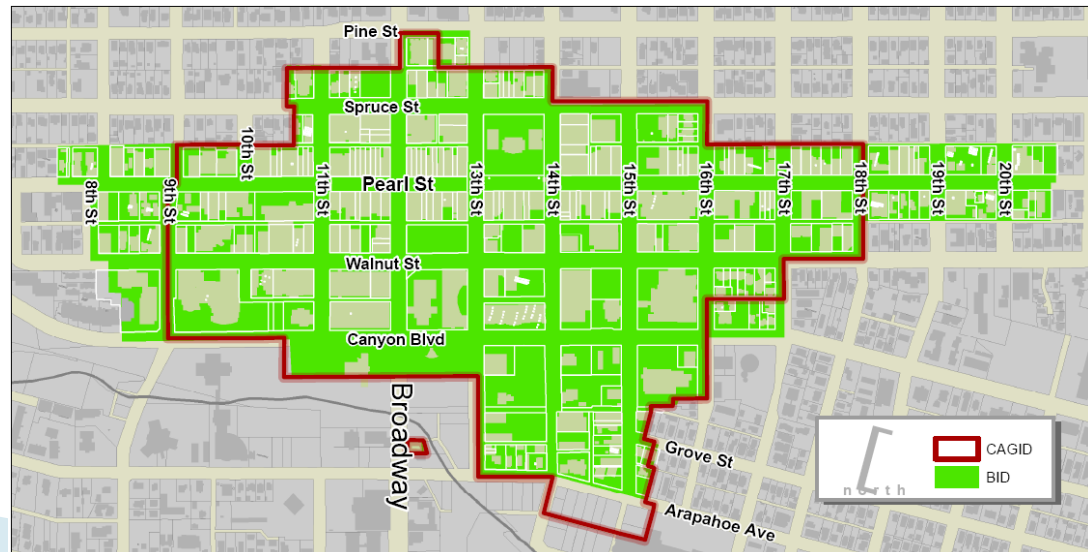 Pine St
Spruce St
10th St
Pearl St
8th St
9th St
11th St
13th St
14th St
15th St
16th St
17th St
18th St
19th St
20th St
Walnut St
Canyon Blvd
Broadway
Grove St
Arapahoe Ave
CAGID
BID
north